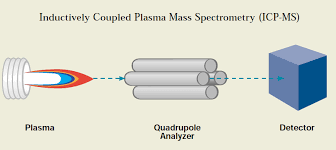 Inductively Coupled Plasma Mass Spectrometry (ICP-MS)
Plasma
Quadrupole
Analyzer
Detector